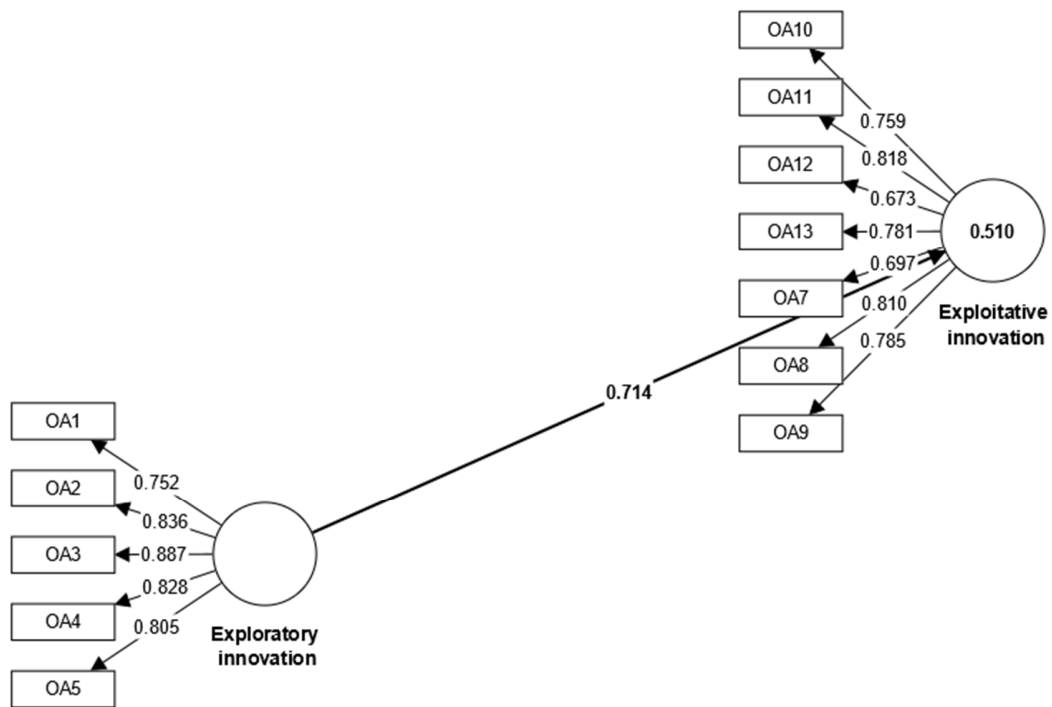 OA10
OA11
OA12
OA13
OA7
OA8
OA9
0.759
0.818
0.673
0.781
0.697
0.810
0.785
0.510
Exploitative
innovation
0.714
OA1
OA2
OA3
OA4
OA5
0.752
0.836
0.887
0.828
0.805
Exploratory
innovation